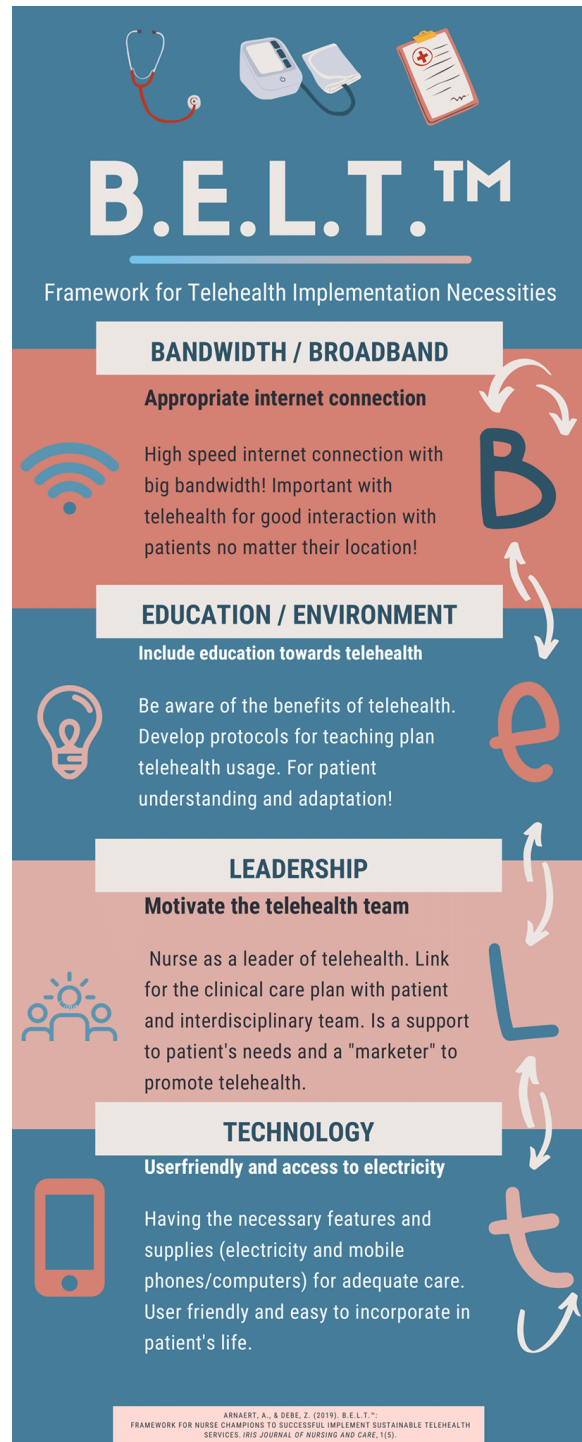 B.E.L.T.™
Framework for Telehealth Implementation Necessities
BANDWIDTH / BROADBAND
Appropriate internet connection
High speed internet connection with
big bandwidth! Important with
telehealth for good interaction with
patients no matter their location!
B
EDUCATION / ENVIRONMENT
Include education towards telehealth
Be aware of the benefits of telehealth.
Develop protocols for teaching plan
telehealth usage. For patient
understanding and adaptation!
e
LEADERSHIP
Motivate the telehealth team
Nurse as a leader of telehealth. Link
for the clinical care plan with patient
and interdisciplinary team. Is a support
to patient's needs and a "marketer" to
promote telehealth.
L
TECHNOLOGY
Userfriendly and access to electricity
Having the necessary features and
supplies (electricity and mobile
phones/computers) for adequate care.
User friendly and easy to incorporate in
patient's life.
t
ARNAERT, A., & DEBE, Z. (2019). B.E.L.T.™:
FRAMEWORK FOR NURSE CHAMPIONS TO SUCCESSFUL IMPLEMENT SUSTAINABLE TELEHEALTH
SERVICES. IRIS JOURNAL OF NURSING AND CARE, 1(5).